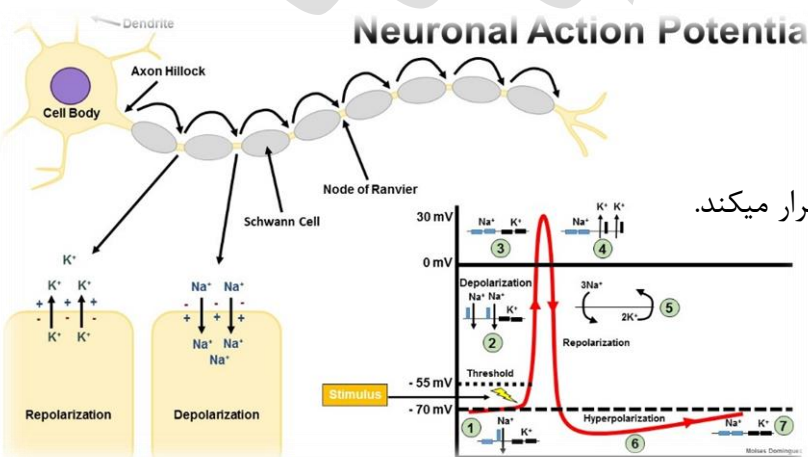 Dendrite
Neuronal Action Potentia
Axon Hillock
Cell Body
Node of Ranvier
Schwann Cell
رار میکند.
K⁺
K⁺ K⁺
+ + +
- - -
K⁺ K⁺
Repolarization
Na⁺ Na⁺
- - -
+ + +
Na⁺ Na⁺
Na⁺
Depolarization
30 mV
Na⁺ K⁺
3
Na⁺ K⁺ K⁺
4
0 mV
Depolarization
Na⁺ Na⁺
K⁺
2
3Na⁺
2K⁺
5
Repolarization
Threshold
- 55 mV
Stimulus
- 70 mV
1
Na⁺ K⁺
Hyperpolarization
6
Na⁺ K⁺
7
Moises Dominguez